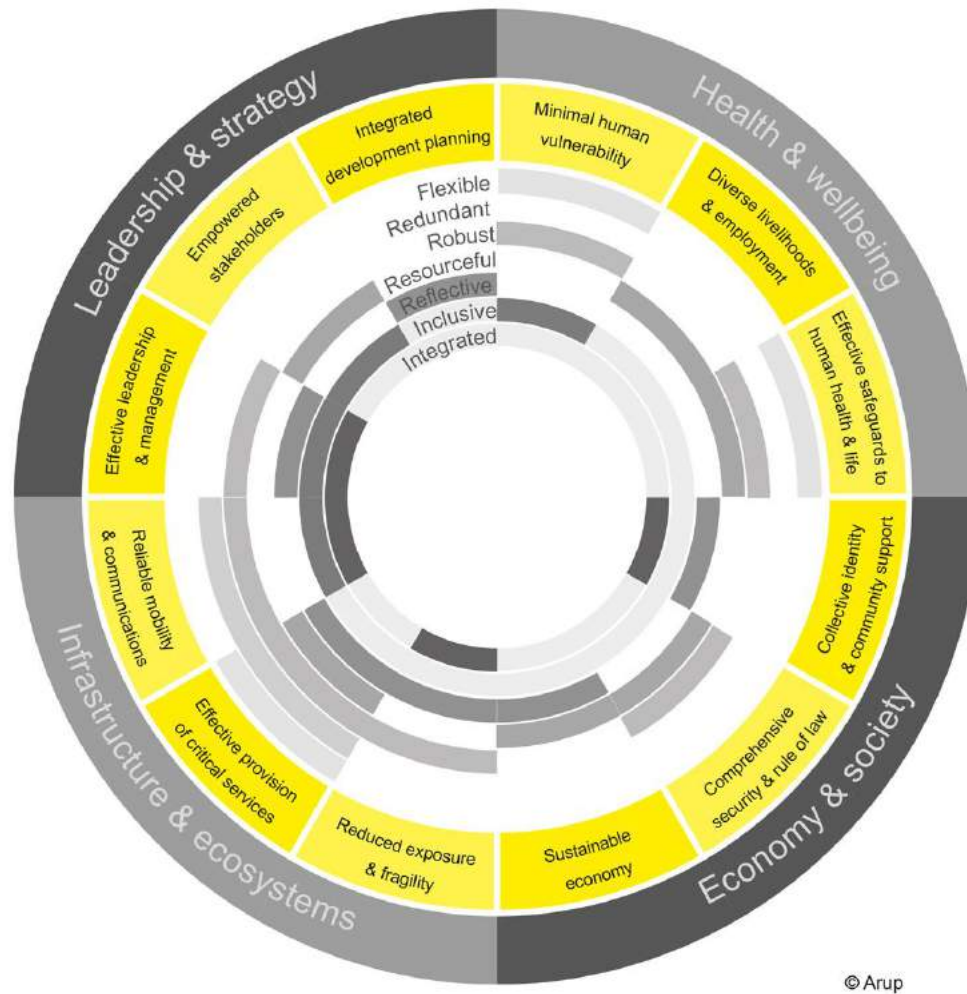 Leadership & strategy
Health & wellbeing
Economy & society
Infrastructure & ecosystems
Integrated
development planning
Minimal human
vulnerability
Diverse livelihoods
& employment
Effective safeguards to
human health & life
Collective identity
& community support
Comprehensive
security & rule of law
Sustainable
economy
Reduced exposure
& fragility
Effective provision
of critical services
Reliable mobility
& communications
Effective leadership
& management
Empowered
stakeholders
Flexible
Redundant
Robust
Resourceful
Reflective
Inclusive
Integrated
© Arup